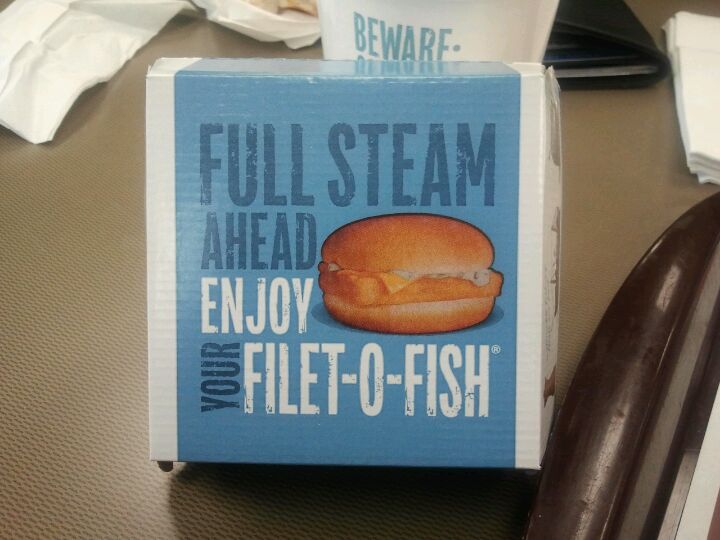 BEWARE.
FULL STEAM
AHEAD
ENJOY
YOUR FILET-O-FISH®